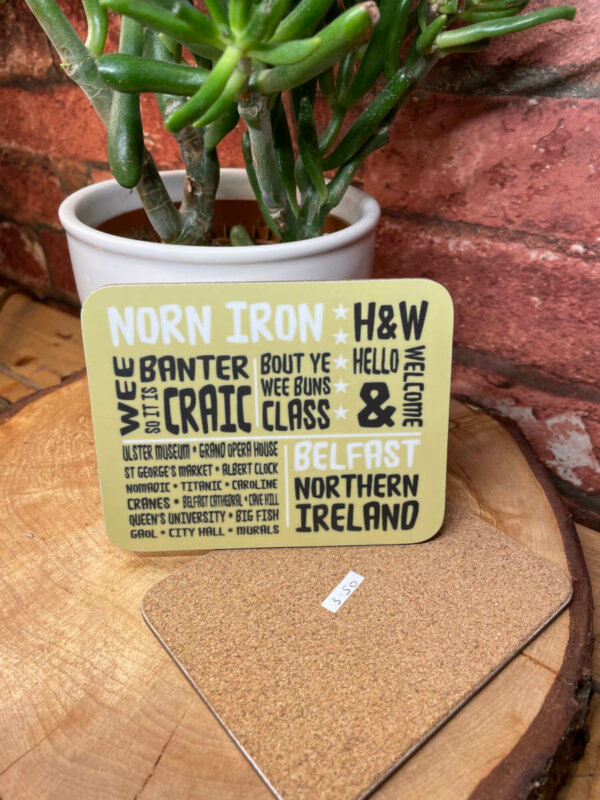 NORN IRON
H&W
WEE
BANTER
SO IT IS
CRAIC
BOUT YE
WEE BUNS
CLASS
HELLO
&
WELCOME
ULSTER MUSEUM • GRAND OPERA HOUSE
ST GEORGE'S MARKET • ALBERT CLOCK
NOMADIC • TITANIC • CAROLINE
CRANES • BELFAST CATHEDRAL • CAVE HILL
QUEEN'S UNIVERSITY • BIG FISH
GAOL • CITY HALL • MURALS
BELFAST
NORTHERN
IRELAND
3.50